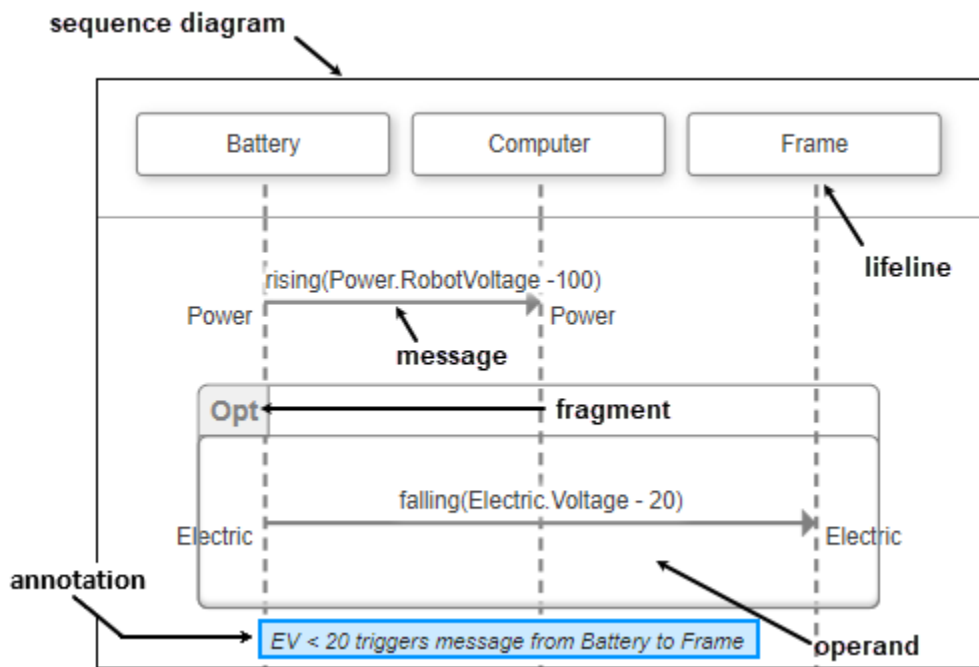 sequence diagram
Battery
Computer
Frame
lifeline
rising(Power.RobotVoltage -100)
Power
Power
message
Opt
fragment
falling(Electric.Voltage - 20)
Electric
Electric
annotation
EV < 20 triggers message from Battery to Frame
operand